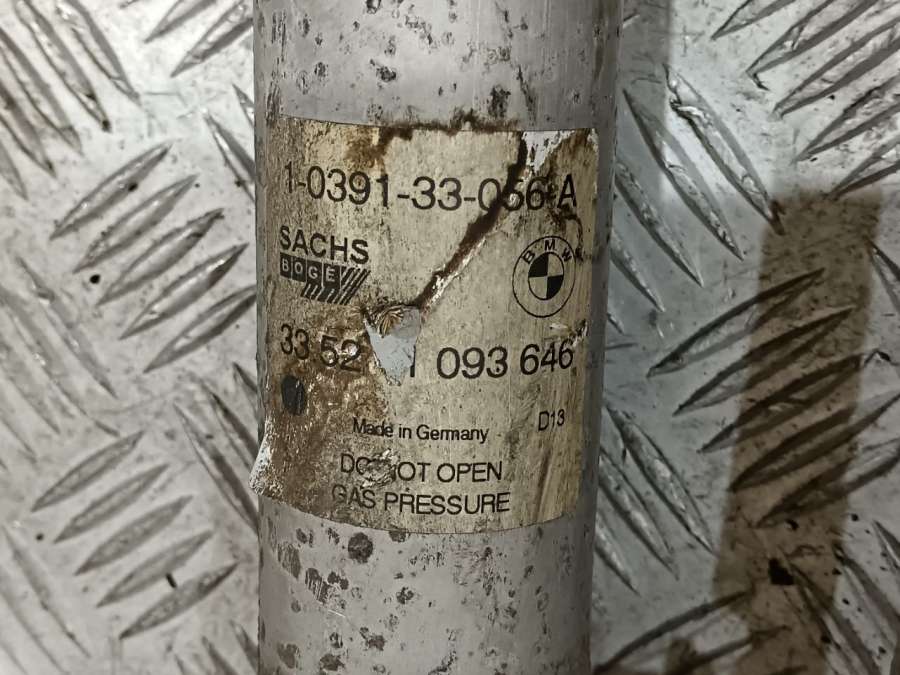 1-0391-33-056-A
SACHS
BOGE
BMW
33 52 1 093 646
Made in Germany
D13
DO NOT OPEN
GAS PRESSURE